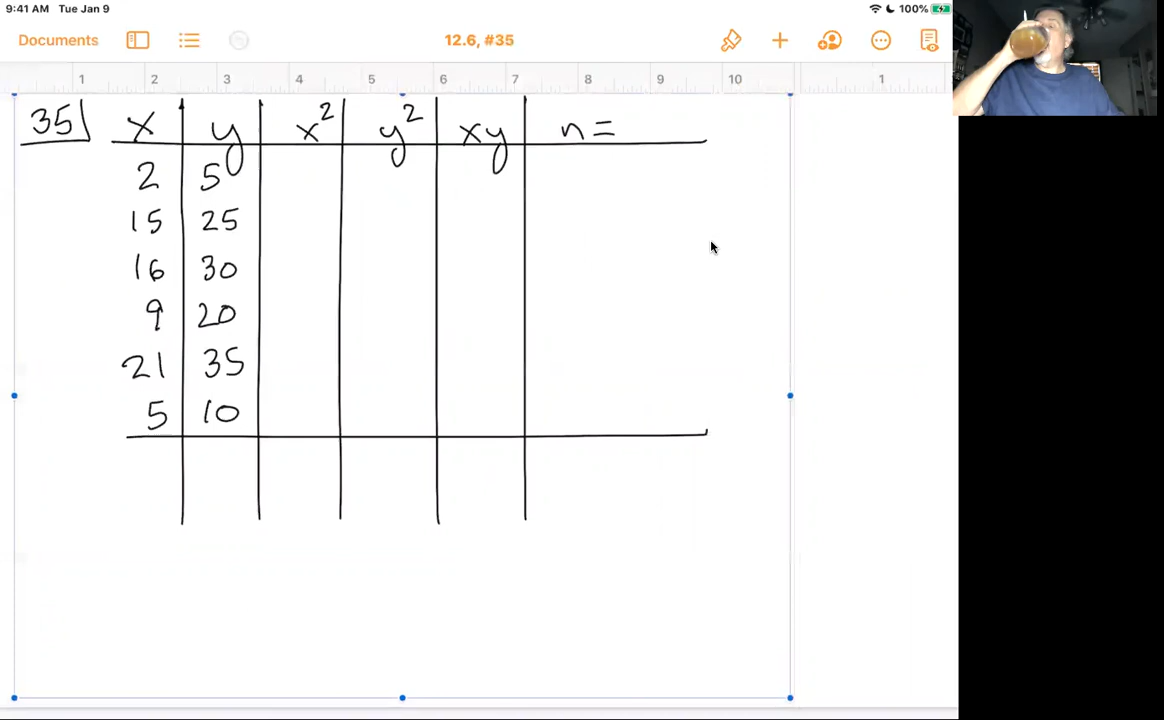 9:41 AM Tue Jan 9 100%
Documents 12.6, #35
1 2 3 4 5 6 7 8 9 10 1
35 x y x² y² xy n =
2 5
15 25
16 30
9 20
21 35
5 10